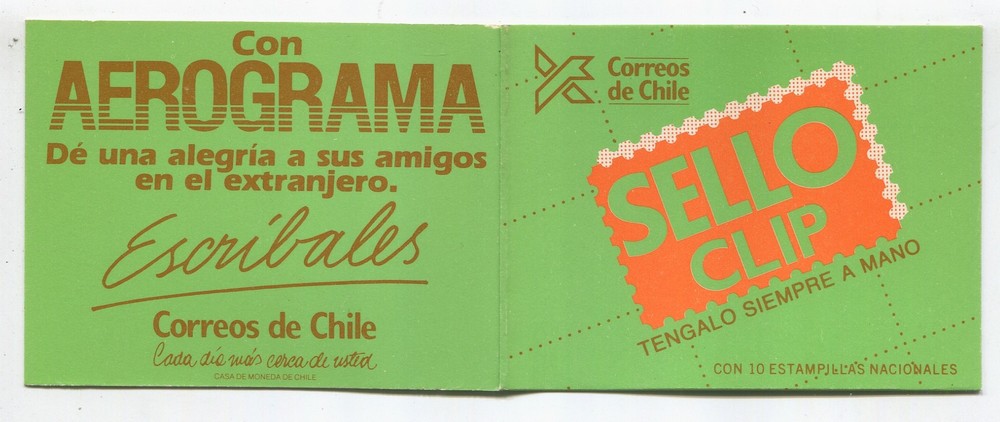 Con
AEROGRAMA
Dé una alegría a sus amigos
en el extranjero.
Escríbales
Correos de Chile
Cada día más cerca de usted
CASA DE MONEDA DE CHILE
Correos
de Chile
SELLO
CLIP
TENGALO SIEMPRE A MANO
CON 10 ESTAMPILLAS NACIONALES